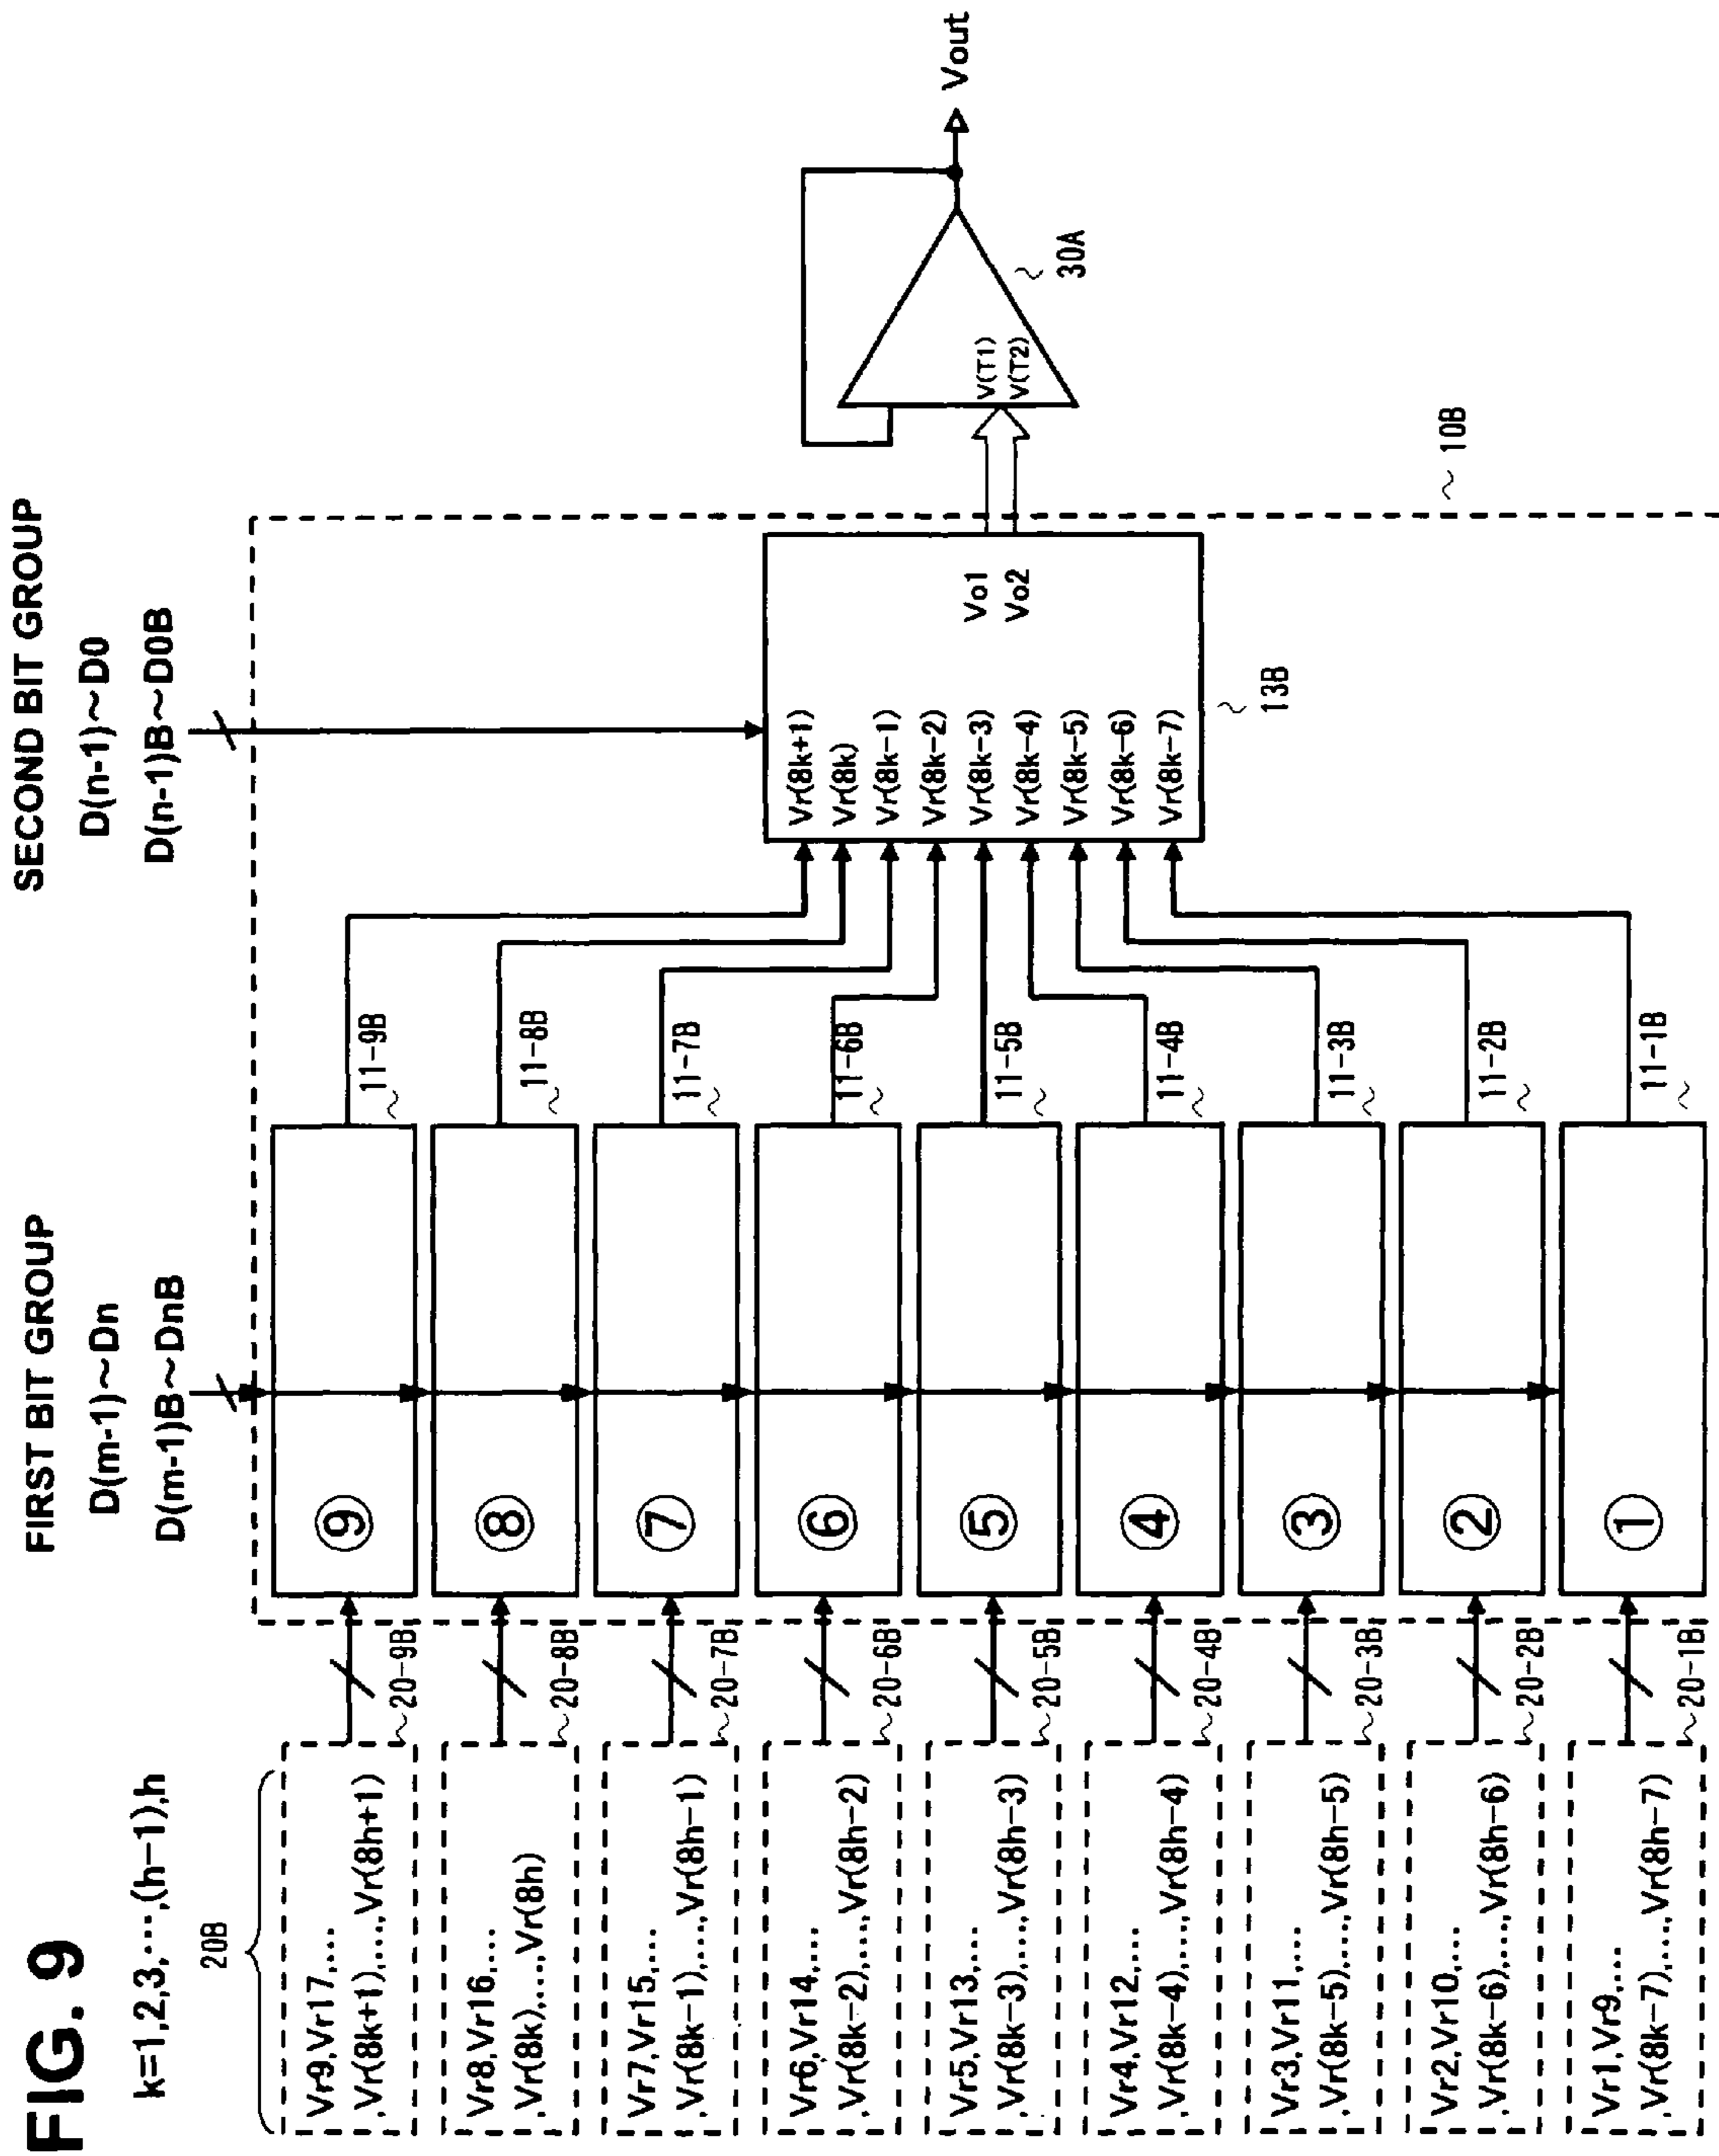 FIG. 9
k=1,2,3,···,(h-1),h
20B
FIRST BIT GROUP
D(m-1)~Dn
D(m-1)B~DnB
SECOND BIT GROUP
D(n-1)~D0
D(n-1)B~D0B
Vr9,Vr17,...
,Vr(8k+1),....,Vr(8h+1)
20-9B
⑨
11-9B
Vr8,Vr16,...
,Vr(8k),....,Vr(8h)
20-8B
⑧
11-8B
Vr7,Vr15,...
,Vr(8k-1),....,Vr(8h-1)
20-7B
⑦
11-7B
Vr6,Vr14,...
,Vr(8k-2),....,Vr(8h-2)
20-6B
⑥
11-6B
Vr5,Vr13,...
,Vr(8k-3),....,Vr(8h-3)
20-5B
⑤
11-5B
Vr4,Vr12,...
,Vr(8k-4),....,Vr(8h-4)
20-4B
④
11-4B
Vr3,Vr11,...
,Vr(8k-5),....,Vr(8h-5)
20-3B
③
11-3B
Vr2,Vr10,...
,Vr(8k-6),....,Vr(8h-6)
20-2B
②
11-2B
Vr1,Vr9,...
,Vr(8k-7),....,Vr(8h-7)
20-1B
①
11-1B
Vr(8k+1)
Vr(8k)
Vr(8k-1)
Vr(8k-2)
Vr(8k-3)
Vr(8k-4)
Vr(8k-5)
Vr(8k-6)
Vr(8k-7)
Vo1
Vo2
13B
10B
V(T1)
V(T2)
30A
Vout